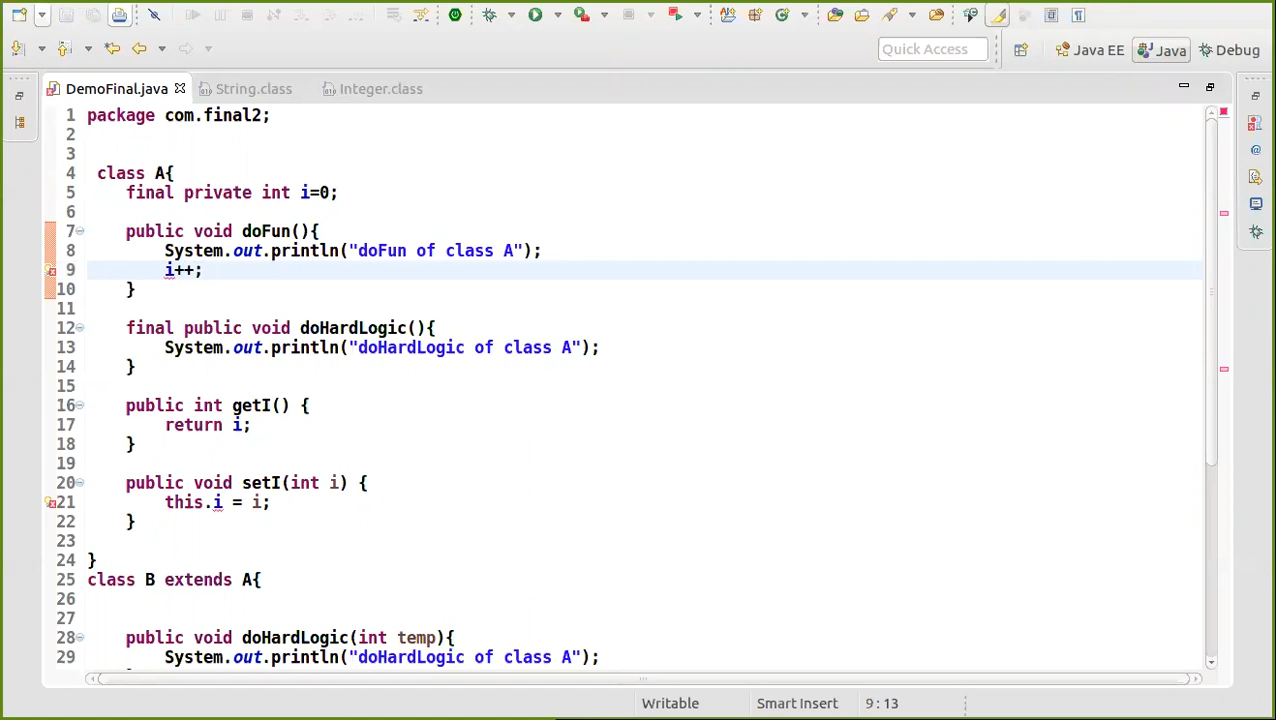 Quick Access
Java EE
Java
Debug
DemoFinal.java
String.class
Integer.class
1 package com.final2;
2
3
4 class A{
5 final private int i=0;
6
7 public void doFun(){
8 System.out.println("doFun of class A");
9 i++;
10 }
11
12 final public void doHardLogic(){
13 System.out.println("doHardLogic of class A");
14 }
15
16 public int getI() {
17 return i;
18 }
19
20 public void setI(int i) {
21 this.i = i;
22 }
23
24 }
25 class B extends A{
26
27
28 public void doHardLogic(int temp){
29 System.out.println("doHardLogic of class A");
Writable
Smart Insert
9 : 13